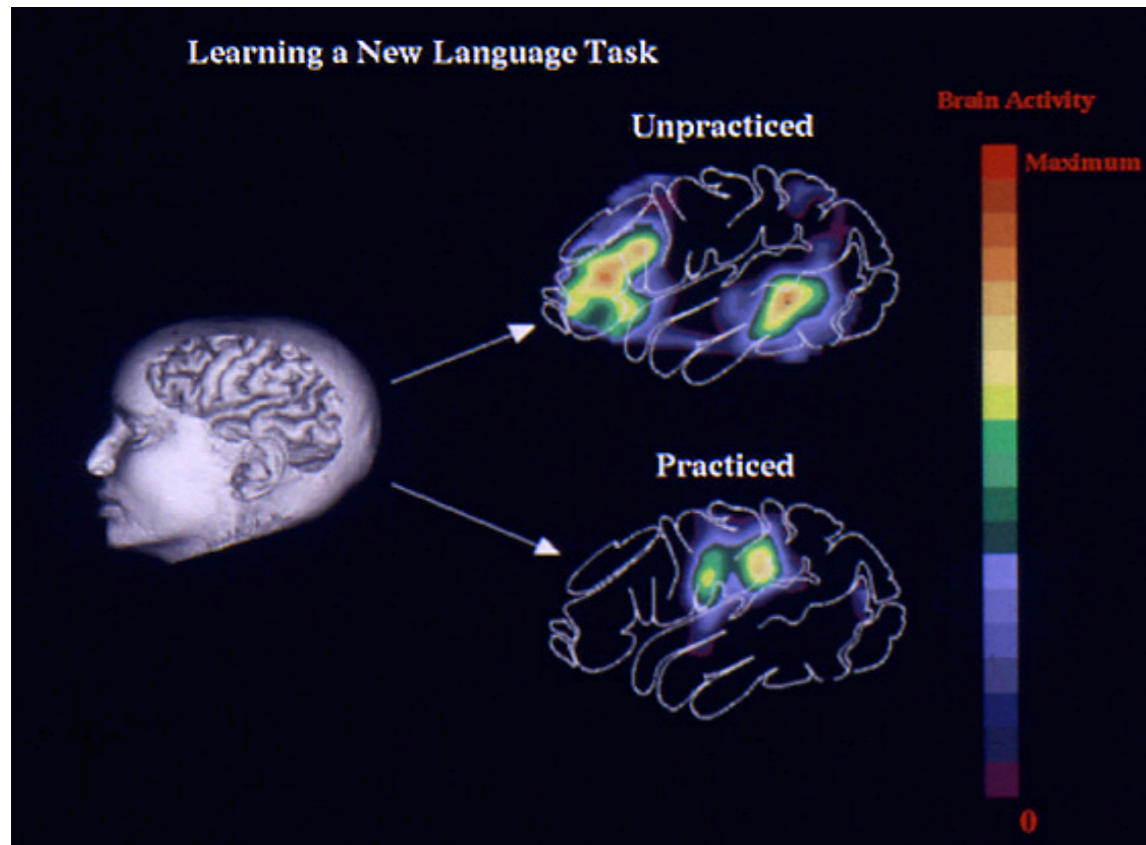 Learning a New Language Task
Brain Activity
Unpracticed
Maximum
Practiced
0